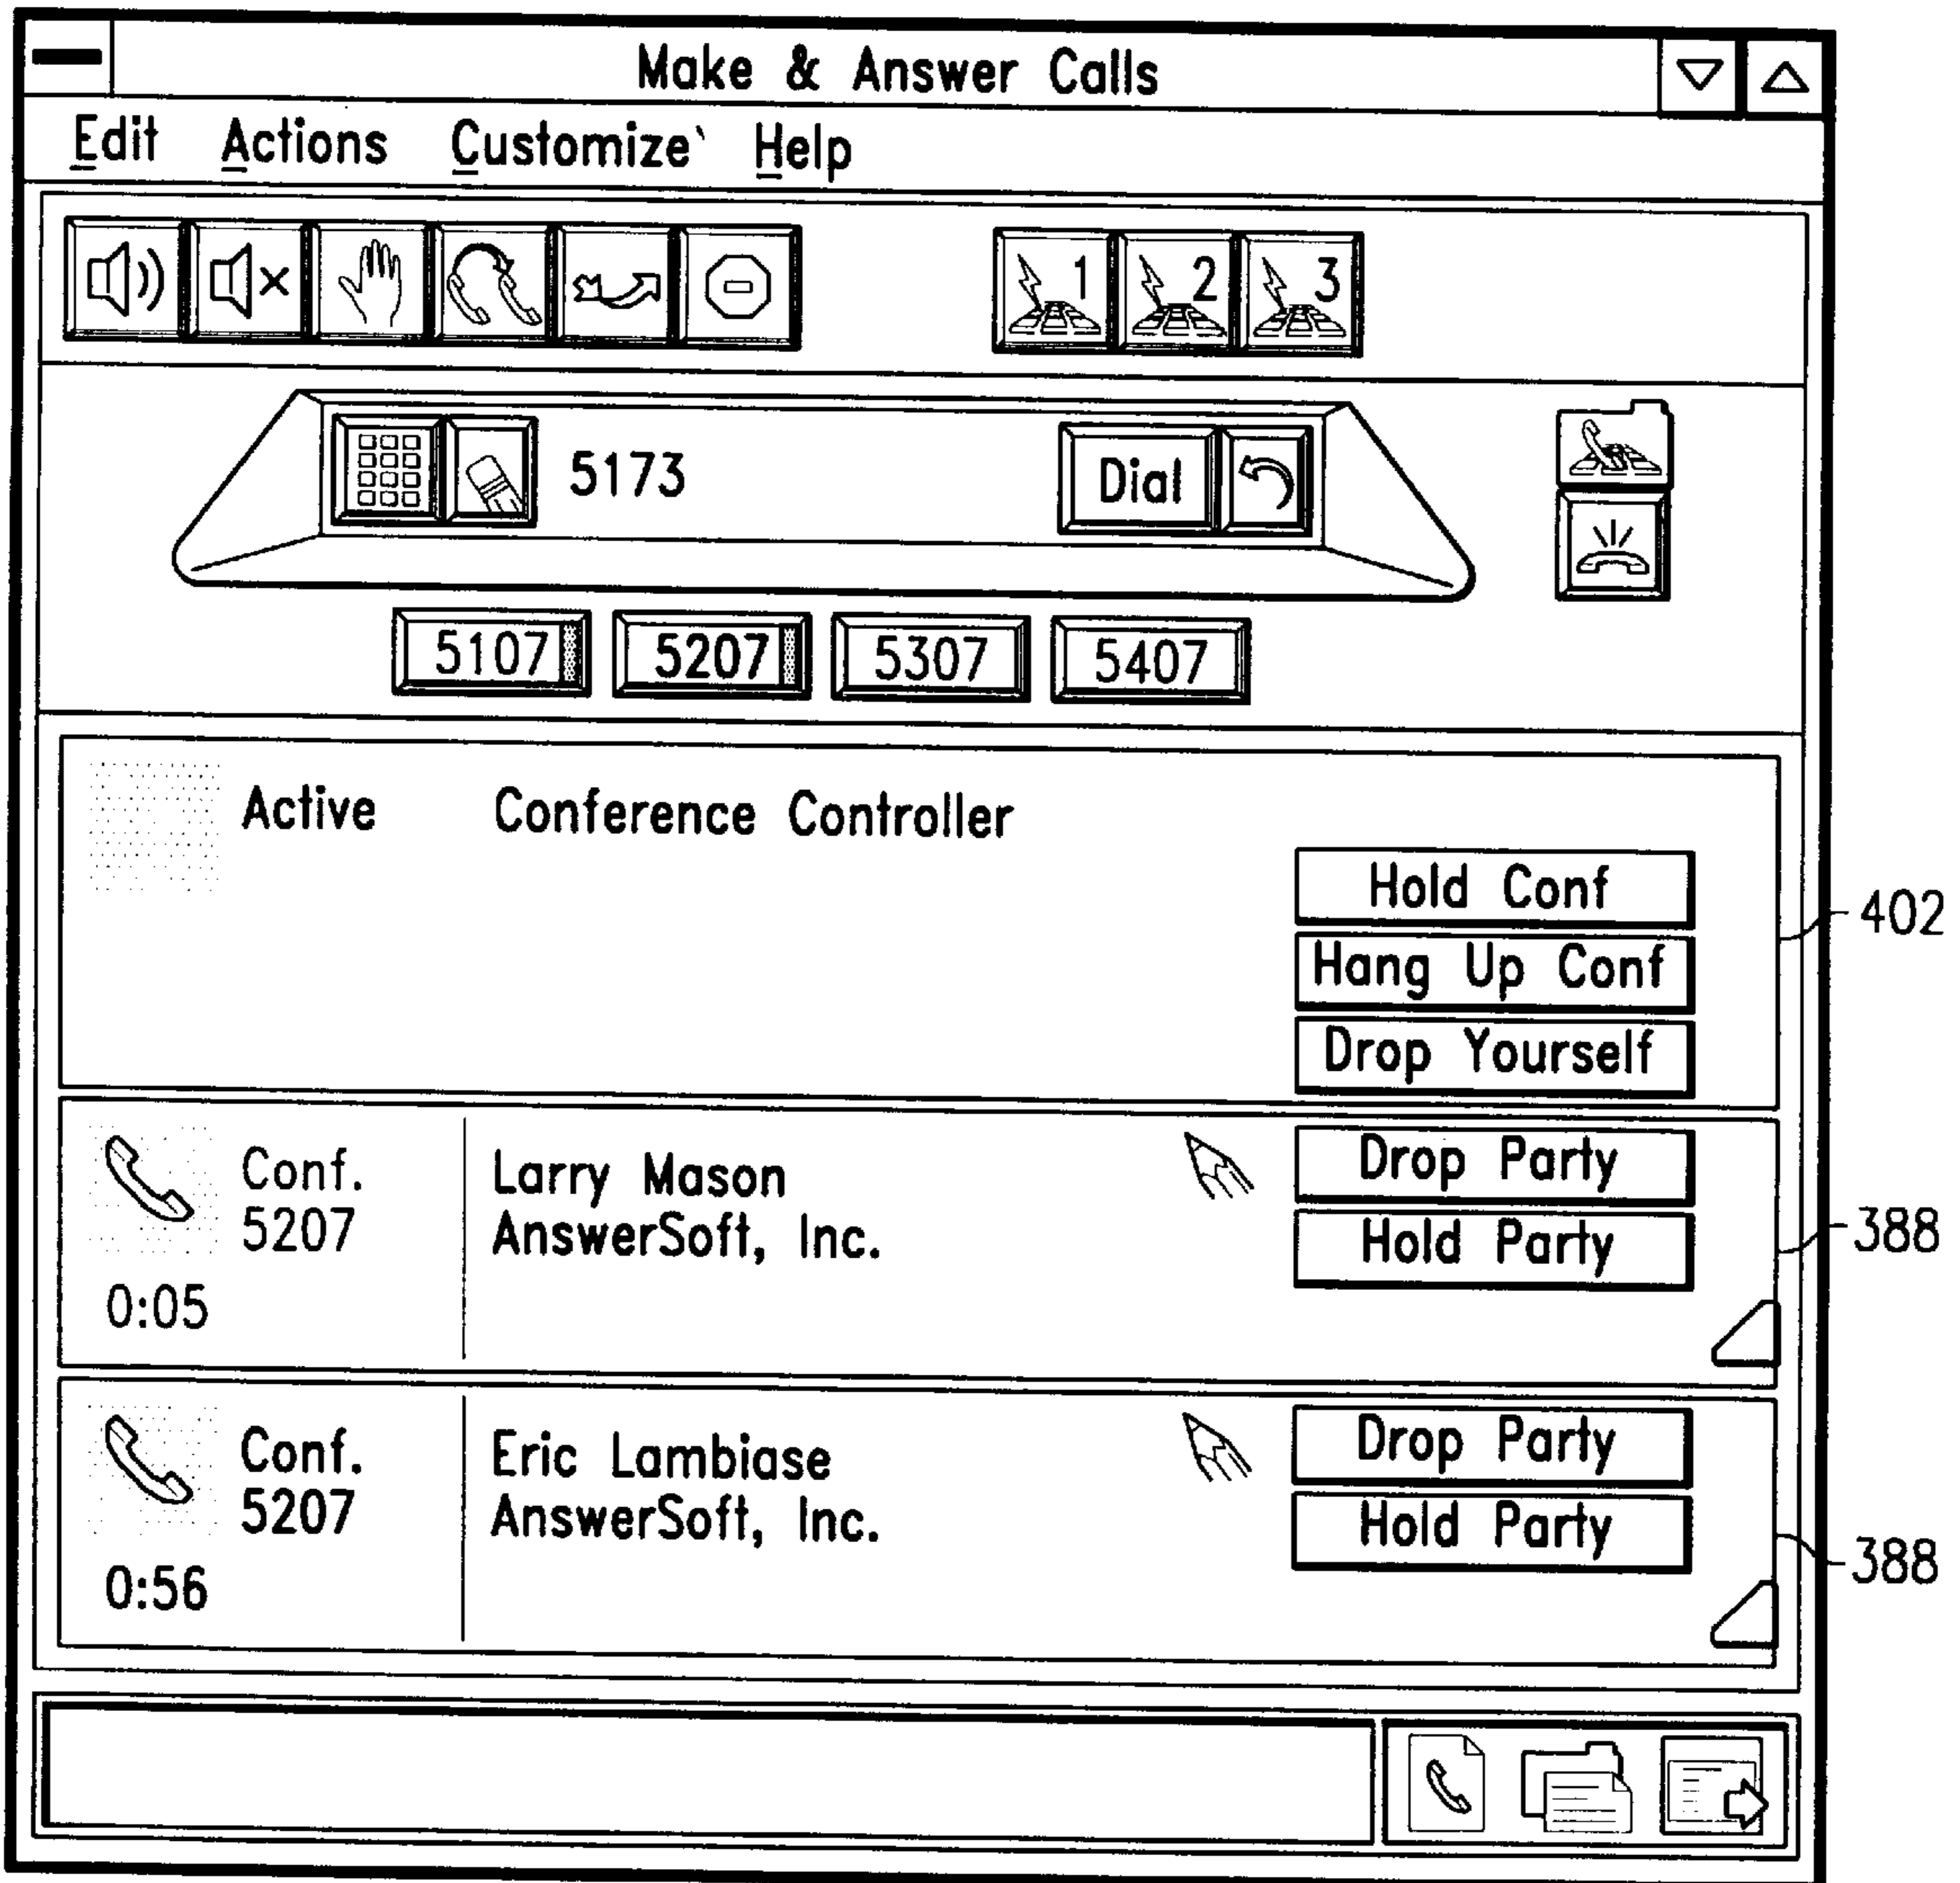 Make & Answer Calls
Edit Actions Customize` Help
1 2 3
5173 Dial
5107 5207 5307 5407
Active Conference Controller
Hold Conf
402
Hang Up Conf
Drop Yourself
Conf. Larry Mason Drop Party
5207 AnswerSoft, Inc. Hold Party 388
0:05
Conf. Eric Lambiase Drop Party
5207 AnswerSoft, Inc. Hold Party
388
0:56